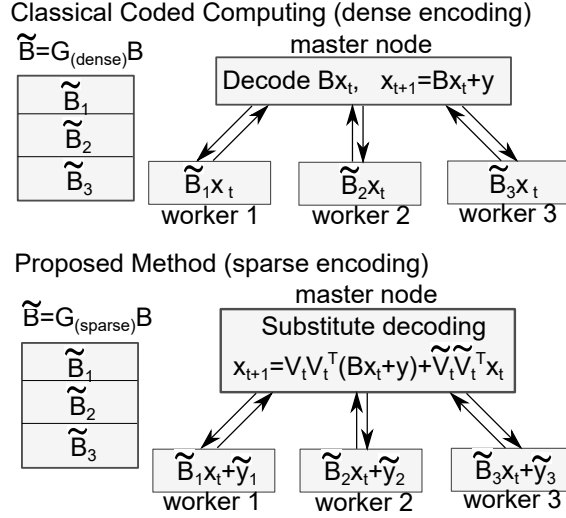 Classical Coded Computing (dense encoding)
B̃=G(dense)B
master node
Decode Bxₜ, xₜ₊₁=Bxₜ+y
B̃₁
B̃₂
B̃₃
B̃₁xₜ
B̃₂xₜ
B̃₃xₜ
worker 1
worker 2
worker 3
Proposed Method (sparse encoding)
B̃=G(sparse)B
master node
Substitute decoding
xₜ₊₁=VₜVₜᵀ(Bxₜ+y)+ṼₜṼₜᵀxₜ
B̃₁
B̃₂
B̃₃
B̃₁xₜ+ỹ₁
B̃₂xₜ+ỹ₂
B̃₃xₜ+ỹ₃
worker 1
worker 2
worker 3